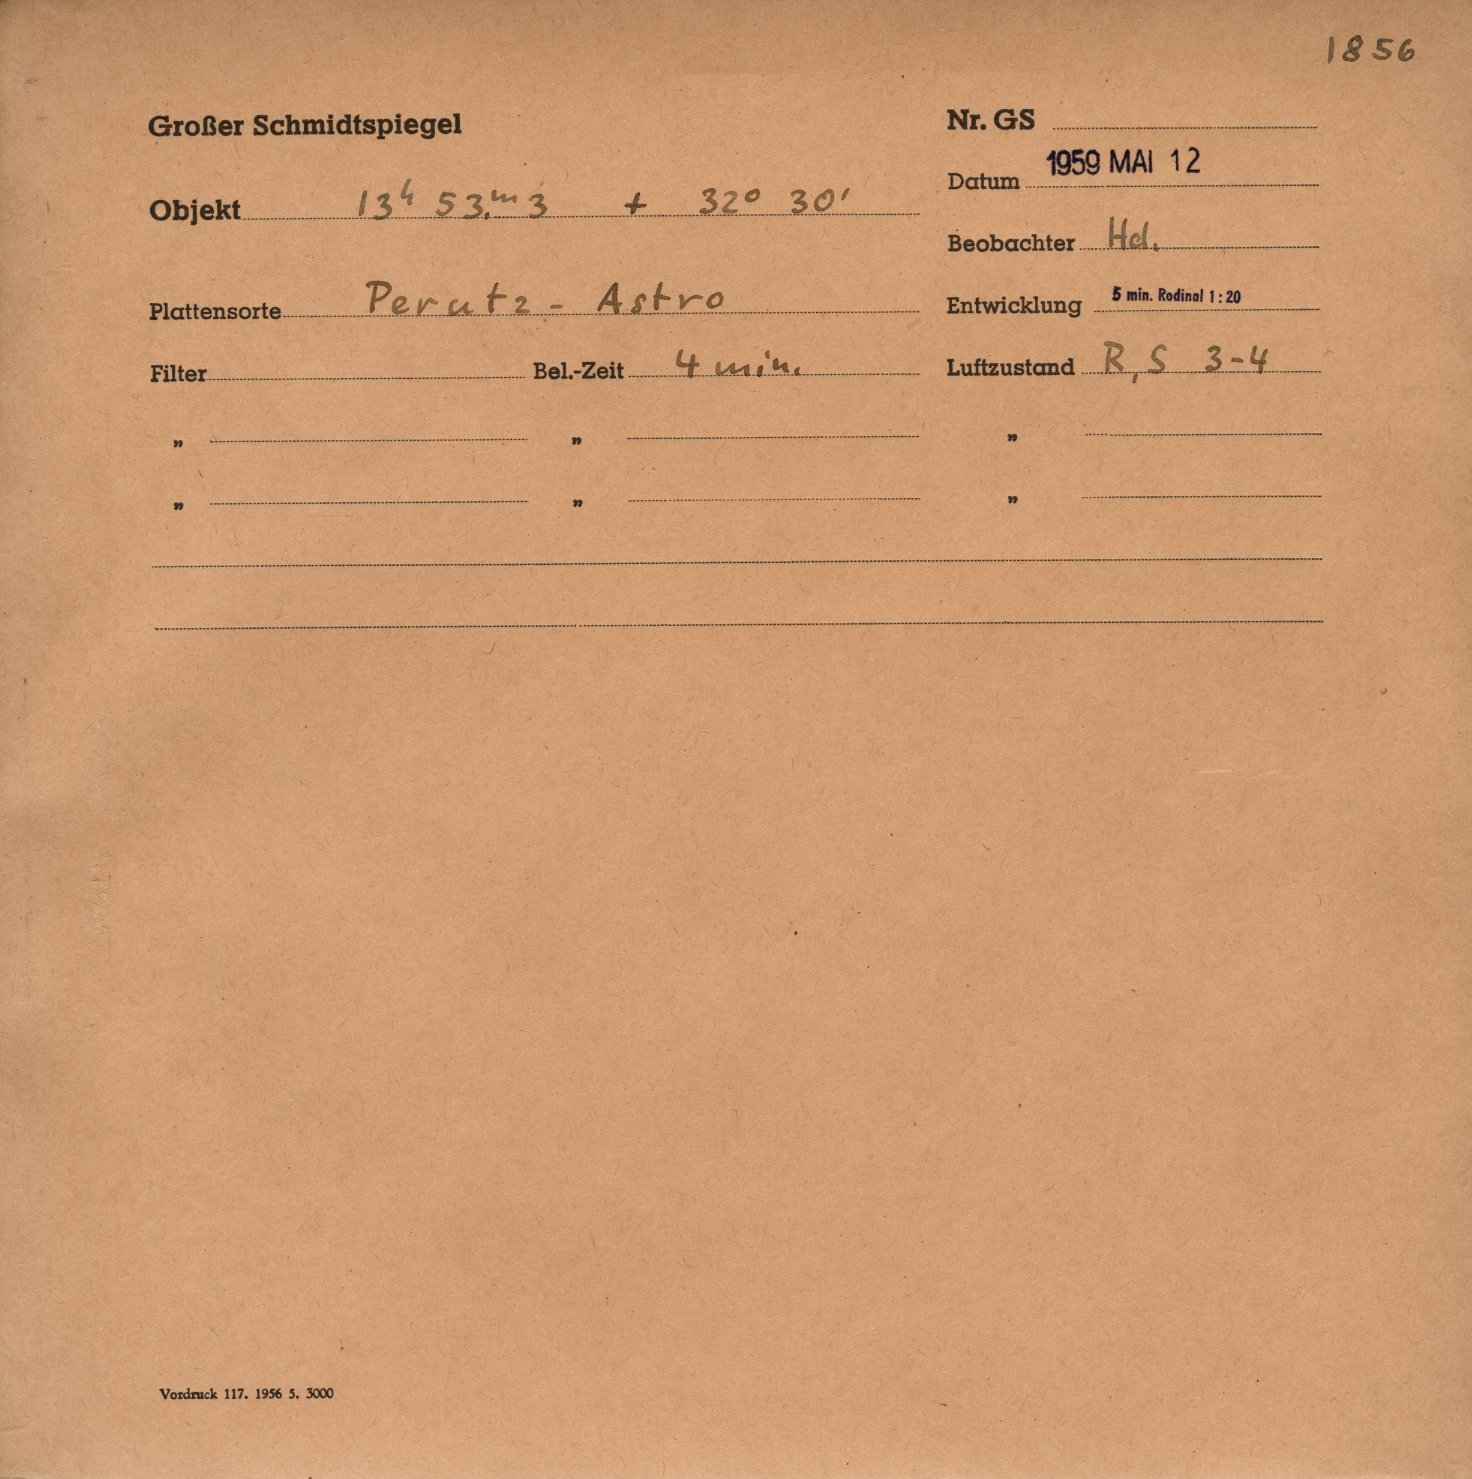 1856
Großer Schmidtspiegel
Nr. GS
Datum 1959 MAI 12
Objekt 13ʰ 53.ᵐ3 + 32° 30'
Beobachter Hd.
Plattensorte Perutz - Astro
Entwicklung 5 min. Rodinal 1:20
Filter Bel.-Zeit 4 min.
Luftzustand R, S 3-4
„ „ „
„ „ „
Vordruck 117. 1956 5. 3000